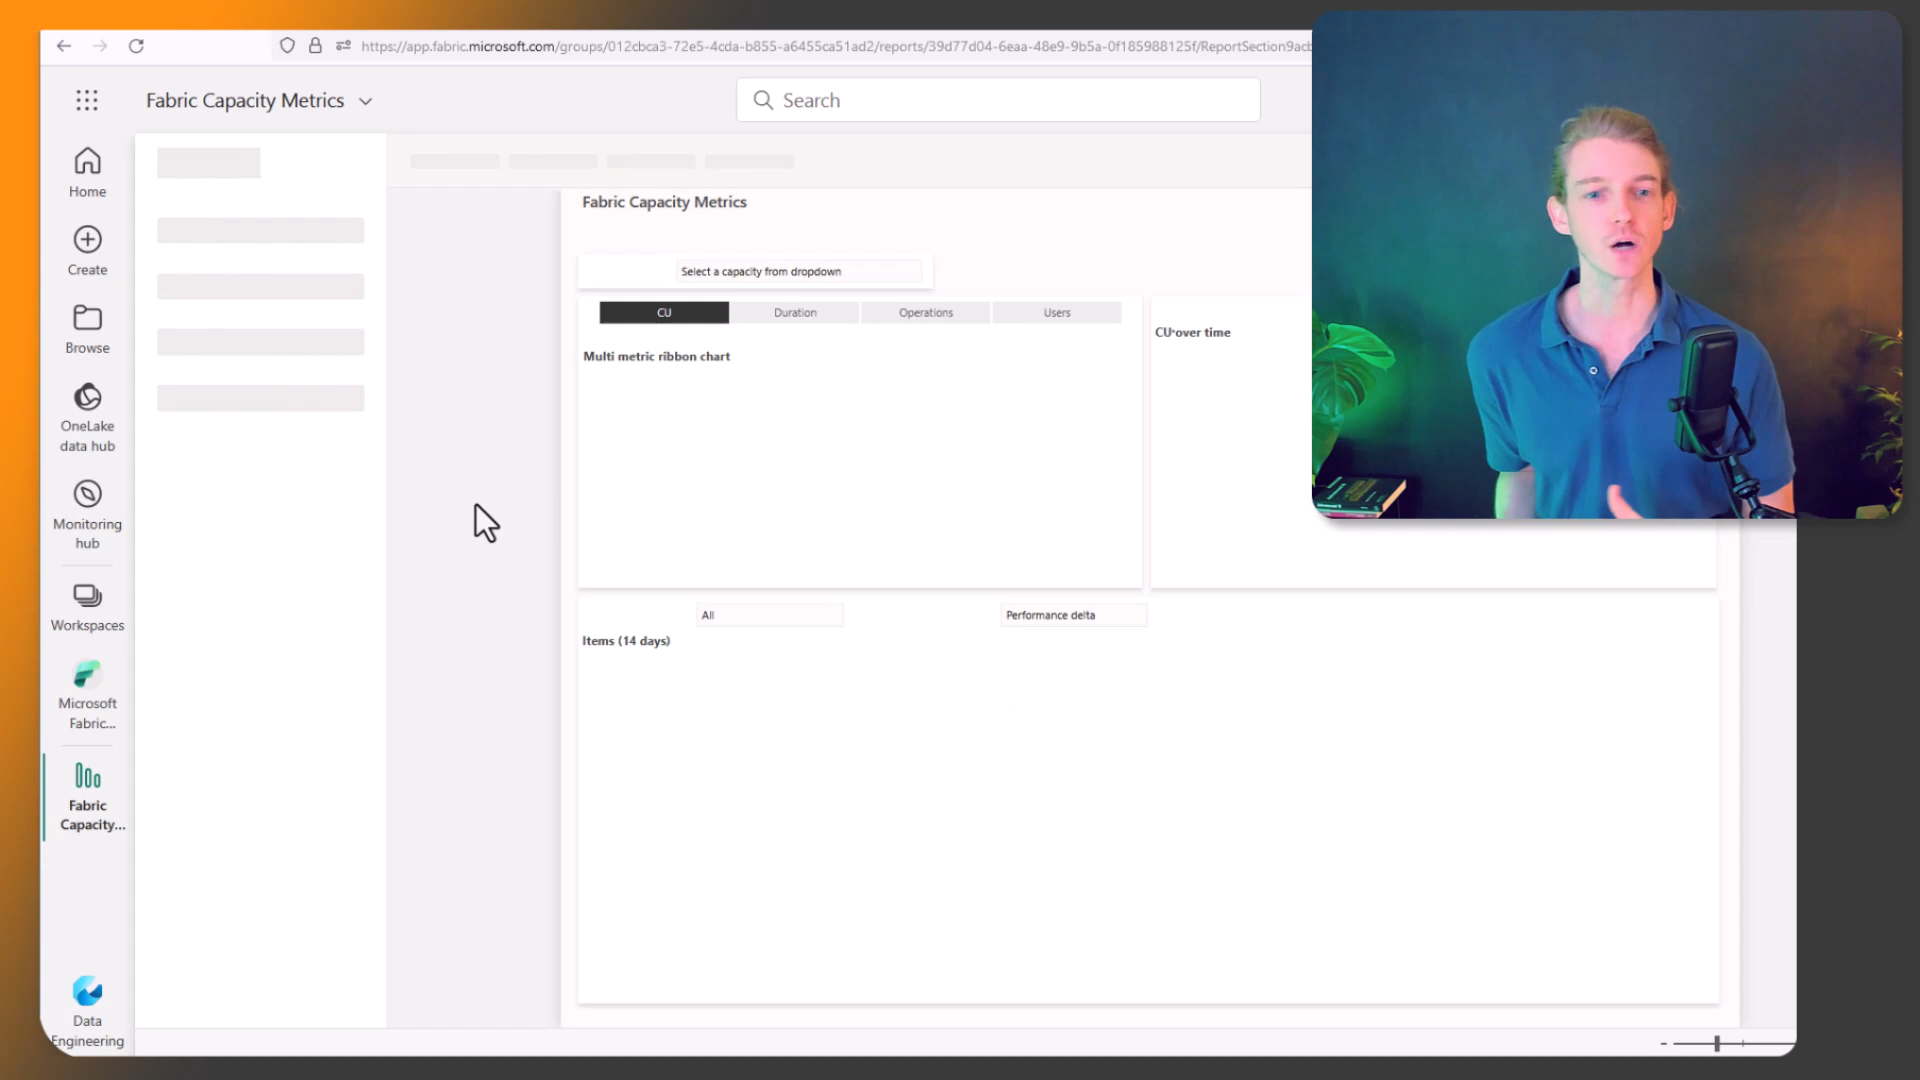 https://app.fabric.microsoft.com/groups/012cbca3-72e5-4cda-b855-a6455ca51ad2/reports/39d77d04-6eaa-48e9-9b5a-0f185988125f/ReportSection9acb
Fabric Capacity Metrics
Search
Home
Create
Browse
OneLake
data hub
Monitoring
hub
Workspaces
Microsoft
Fabric...
Fabric
Capacity...
Data
Engineering
Fabric Capacity Metrics
Select a capacity from dropdown
CU
Duration
Operations
Users
Multi metric ribbon chart
CU over time
All
Performance delta
Items (14 days)